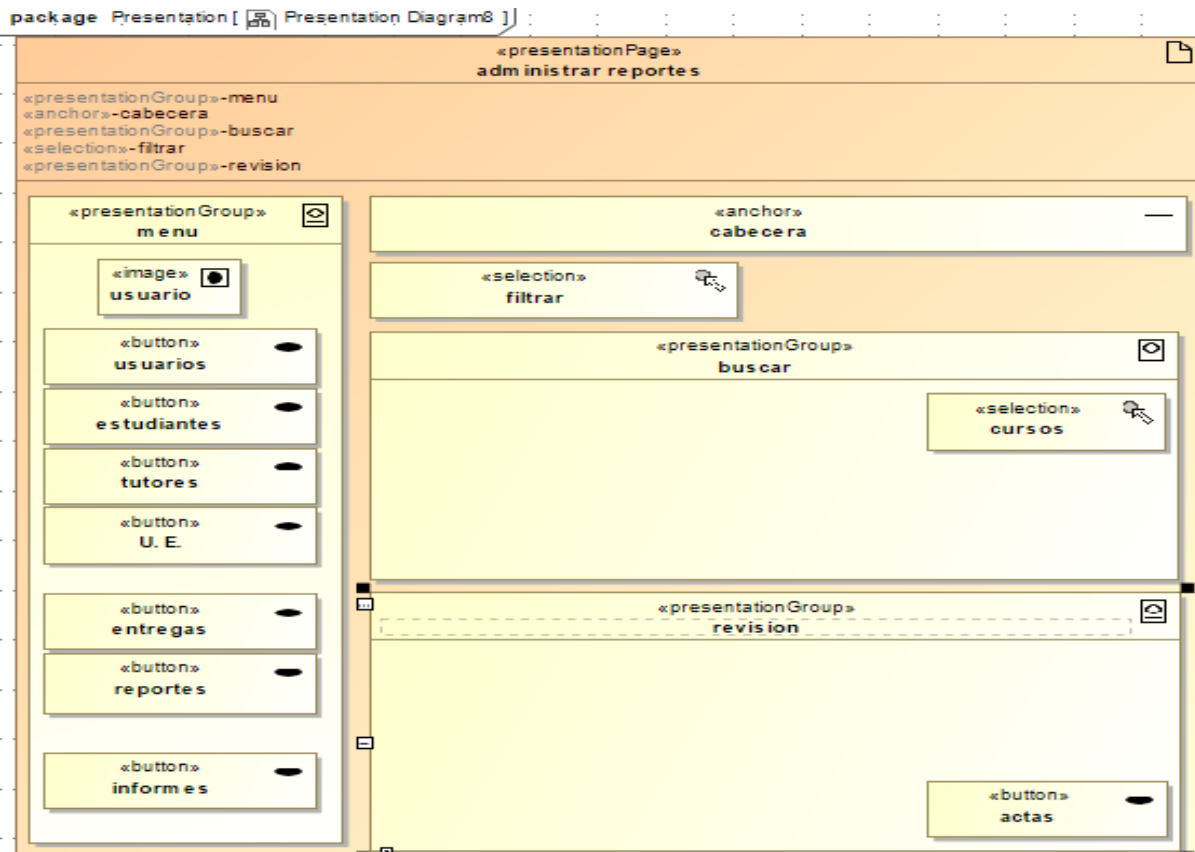 package Presentation [ Presentation Diagram8 ]
«presentationPage»
administrar reportes
«presentationGroup»-menu
«anchor»-cabecera
«presentationGroup»-buscar
«selection»-filtrar
«presentationGroup»-revision
«presentationGroup»
menu
«image»
usuario
«button»
usuarios
«button»
estudiantes
«button»
tutores
«button»
U. E.
«button»
entregas
«button»
reportes
«button»
informes
«anchor»
cabecera
«selection»
filtrar
«presentationGroup»
buscar
«selection»
cursos
«presentationGroup»
revision
«button»
actas